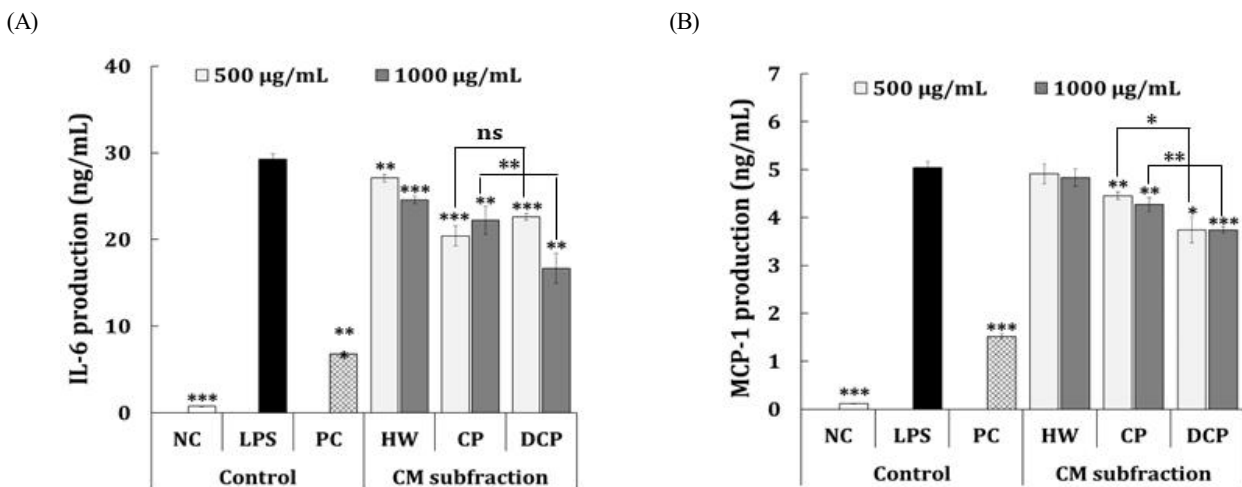 (A)
(B)
40
30
20
10
0
IL-6 production (ng/mL)
500 μg/mL 1000 μg/mL
ns
**
***
**
*
**
***
***
**
***
**
NC LPS PC HW CP DCP
Control CM subfraction
7
6
5
4
3
2
1
0
MCP-1 production (ng/mL)
500 μg/mL 1000 μg/mL
*
**
***
***
**
**
*
***
NC LPS PC HW CP DCP
Control CM subfraction